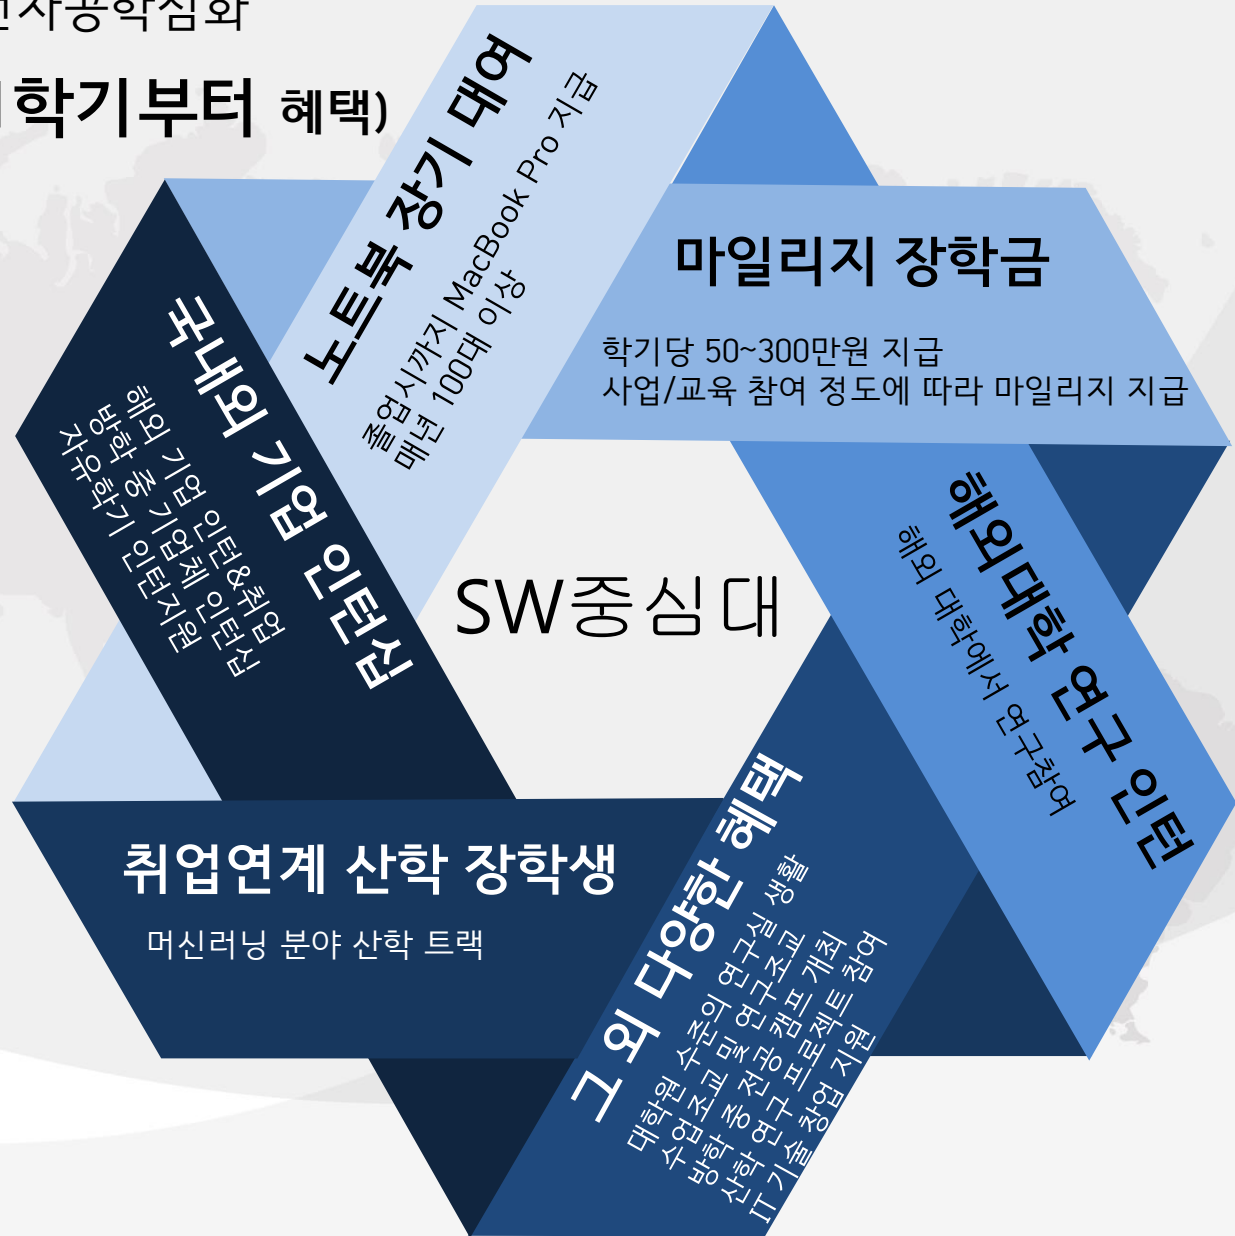 전자공학심화
학기부터 혜택)
노트북 장기 대여
졸업시까지 MacBook Pro 지급
매년 100대 이상
마일리지 장학금
학기당 50~300만원 지급
사업/교육 참여 정도에 따라 마일리지 지급
국내외 기업 인턴십
해외 기업 인턴&취업
방학 중 기업체 인턴십
자유학기 인턴지원
SW중심대
해외대학 연구 인턴
해외 대학에서 연구참여
취업연계 산학 장학생
머신러닝 분야 산학 트랙
그 외 다양한 혜택
대학원 수준의 연구실 생활
수업조교 및 연구조교
방학 중 전공 캠프 개최
산학 연구 프로젝트 참여
IT기술창업 지원